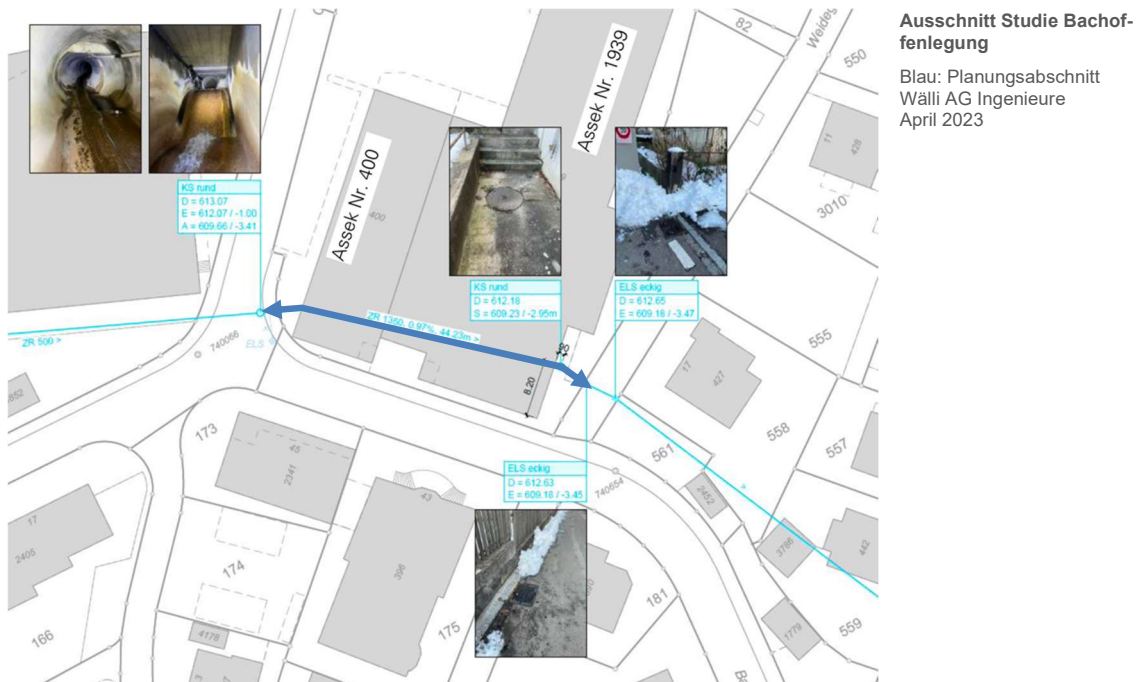 Ausschnitt Studie Bachof-
fenlegung
Blau: Planungsabschnitt
Wälli AG Ingenieure
April 2023
82
Weideg
550
11
428
3010
Assek Nr. 1939
Assek Nr. 400
400
KS rund
D = 613.07
E = 612.07 / -1.00
A = 609.66 / -3.41
KS rund
D = 612.18
S = 609.23 / -2.95m
ELS eckig
D = 612.65
E = 609.18 / -3.47
ZR 1350, 0.97%, 44.23m >
ZR 500 >
740066
ELS
8.20
555
17
427
558
557
561
2452
3786
442
559
1779
ELS eckig
D = 612.63
E = 609.18 / -3.45
740654
173
45
2341
43
396
174
175
181
17
2405
166
4178